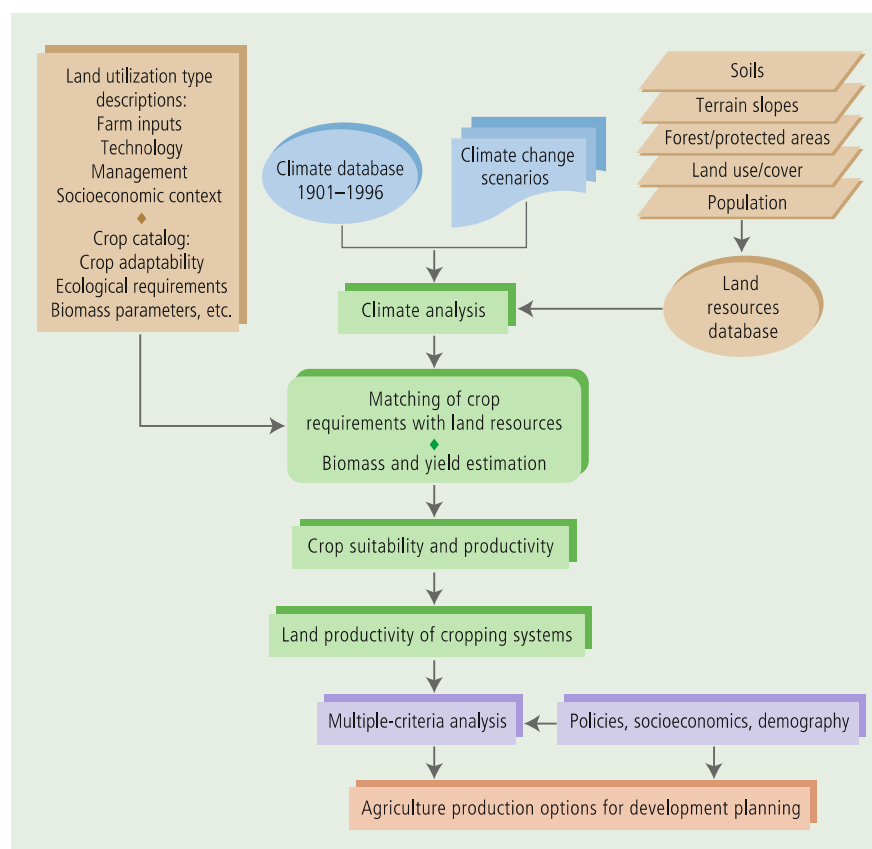 Land utilization type
descriptions:
Farm inputs
Technology
Management
Socioeconomic context
Crop catalog:
Crop adaptability
Ecological requirements
Biomass parameters, etc.
Climate database
1901–1996
Climate change
scenarios
Soils
Terrain slopes
Forest/protected areas
Land use/cover
Population
Land
resources
database
Climate analysis
Matching of crop
requirements with land resources
Biomass and yield estimation
Crop suitability and productivity
Land productivity of cropping systems
Multiple-criteria analysis
Policies, socioeconomics, demography
Agriculture production options for development planning